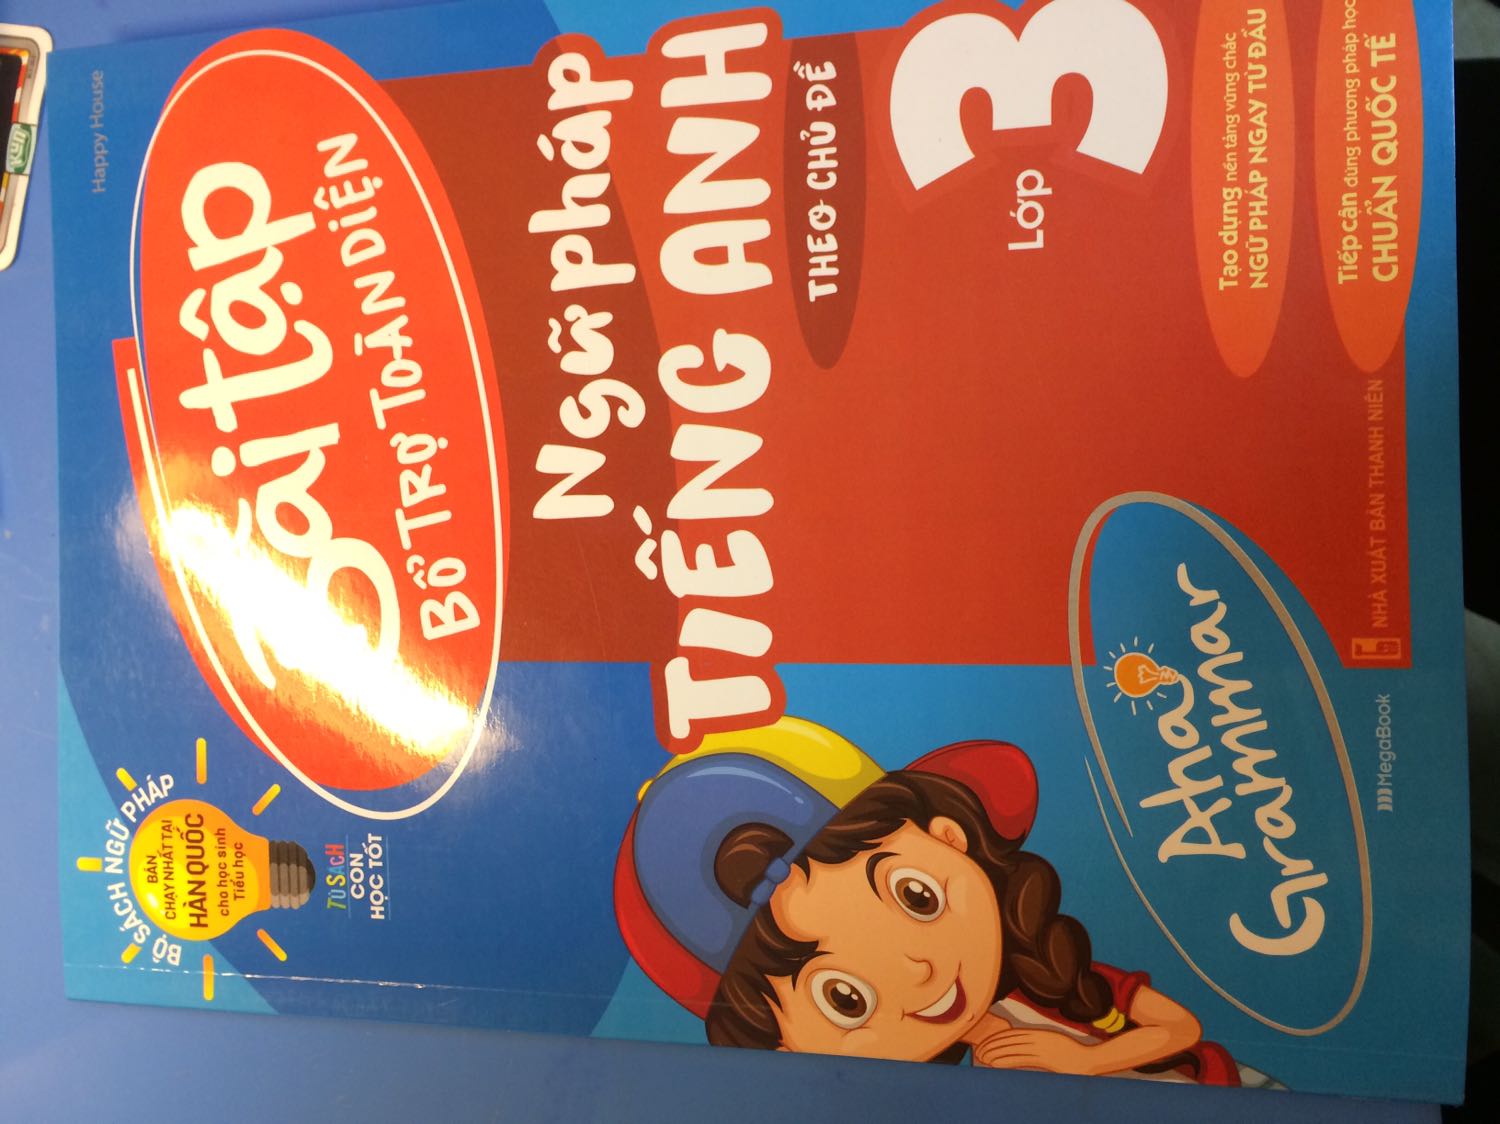 Happy House
BỘ SÁCH NGỮ PHÁP
BÁN
CHẠY NHẤT TẠI
HÀN QUỐC
cho học sinh
Tiểu học
TỦ SÁCH
CON
HỌC TỐT
Bài tập
BỔ TRỢ TOÀN DIỆN
Ngữ pháp
TIẾNG ANH
THEO CHỦ ĐỀ
Lớp 3
Aha
Grammar
Tạo dựng nền tảng vững chắc
NGỮ PHÁP NGAY TỪ ĐẦU
Tiếp cận dung phương pháp học
CHUẨN QUỐC TẾ
MegaBook
NHÀ XUẤT BẢN THANH NIÊN